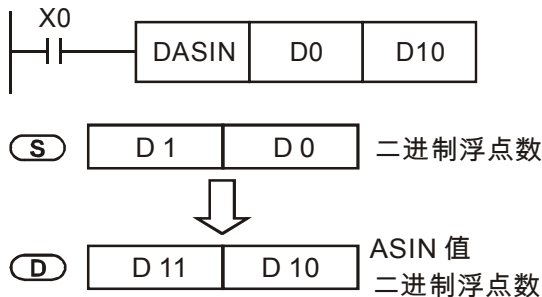 X0
DASIN D0 D10
S D 1 D 0 二进制浮点数
D D 11 D 10 ASIN 值
二进制浮点数